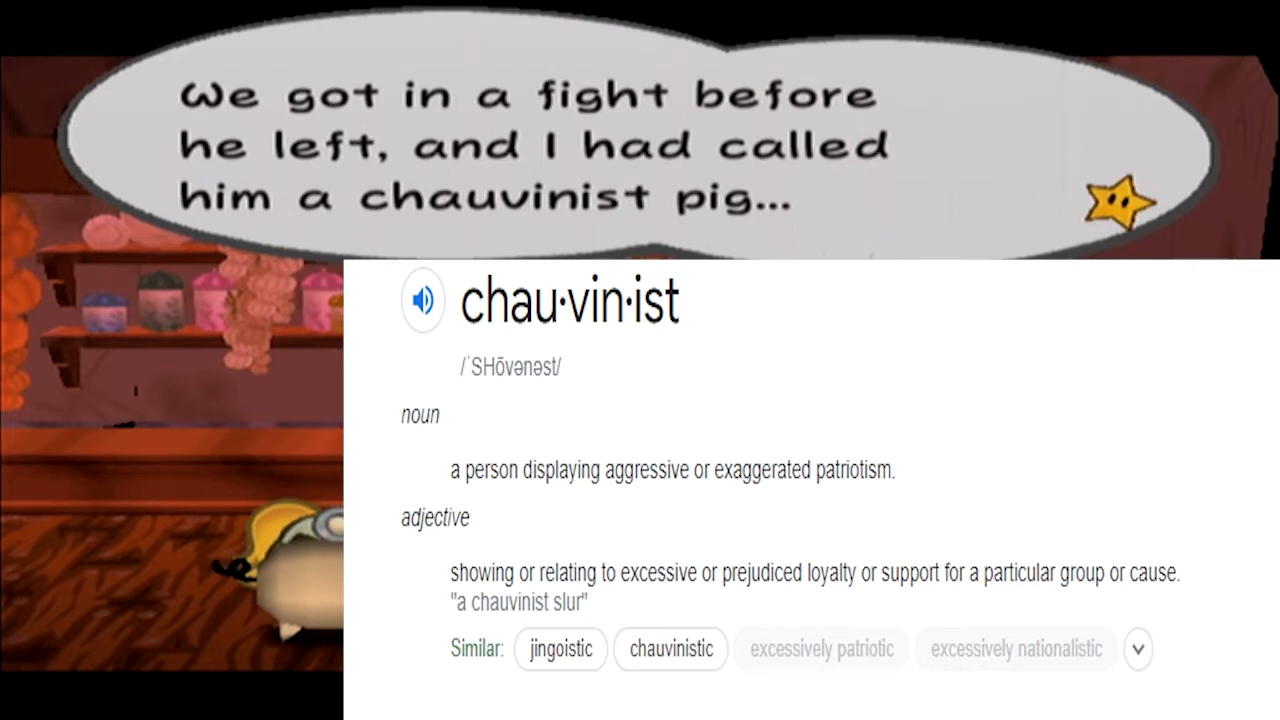 We got in a fight before
he left, and I had called
him a chauvinist pig...
chau·vin·ist
/ˈSHōvənəst/
noun
a person displaying aggressive or exaggerated patriotism.
adjective
showing or relating to excessive or prejudiced loyalty or support for a particular group or cause.
"a chauvinist slur"
Similar: jingoistic chauvinistic excessively patriotic excessively nationalistic